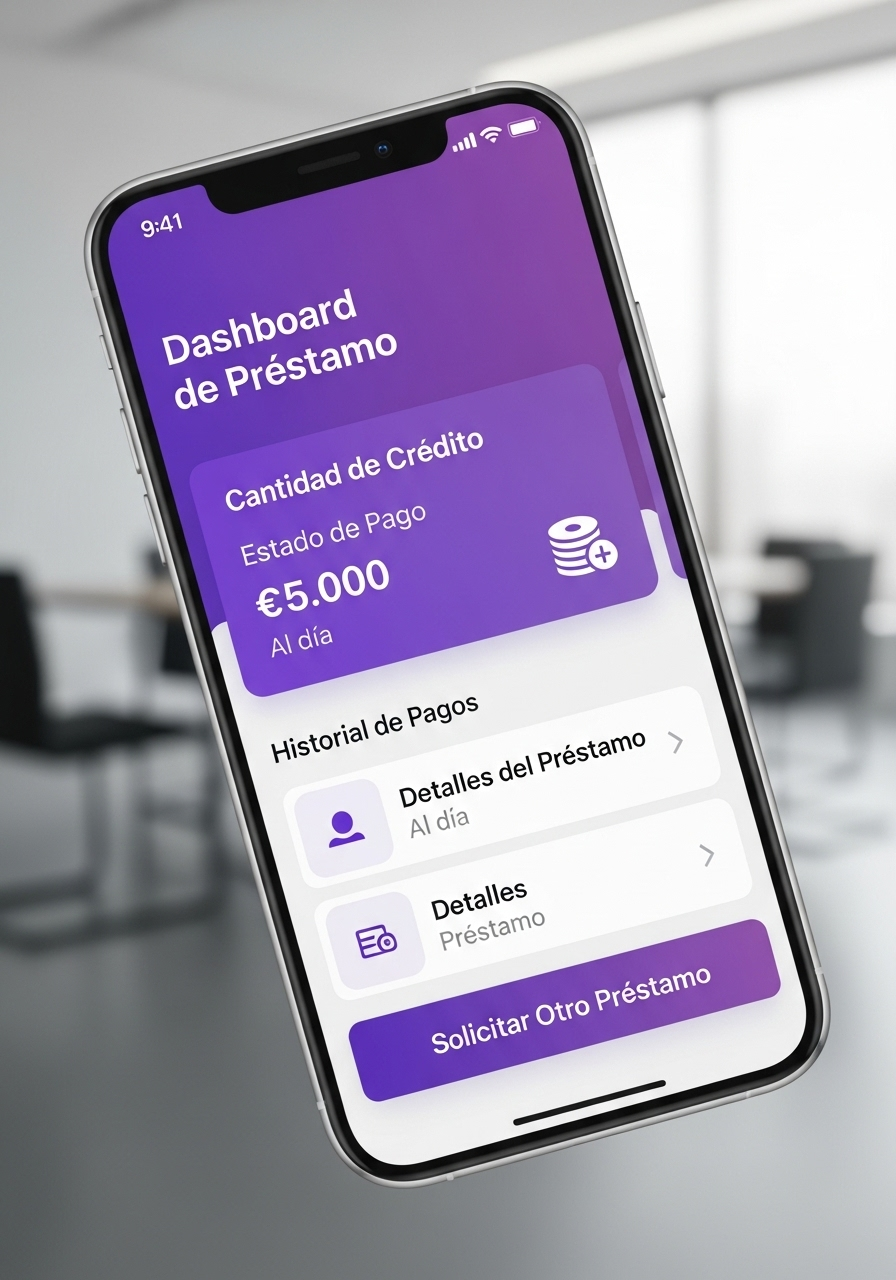 9:41
Dashboard
de Préstamo
Cantidad de Crédito
Estado de Pago
€5.000
Al día
Historial de Pagos
Detalles del Préstamo
Al día
Detalles
Préstamo
Solicitar Otro Préstamo